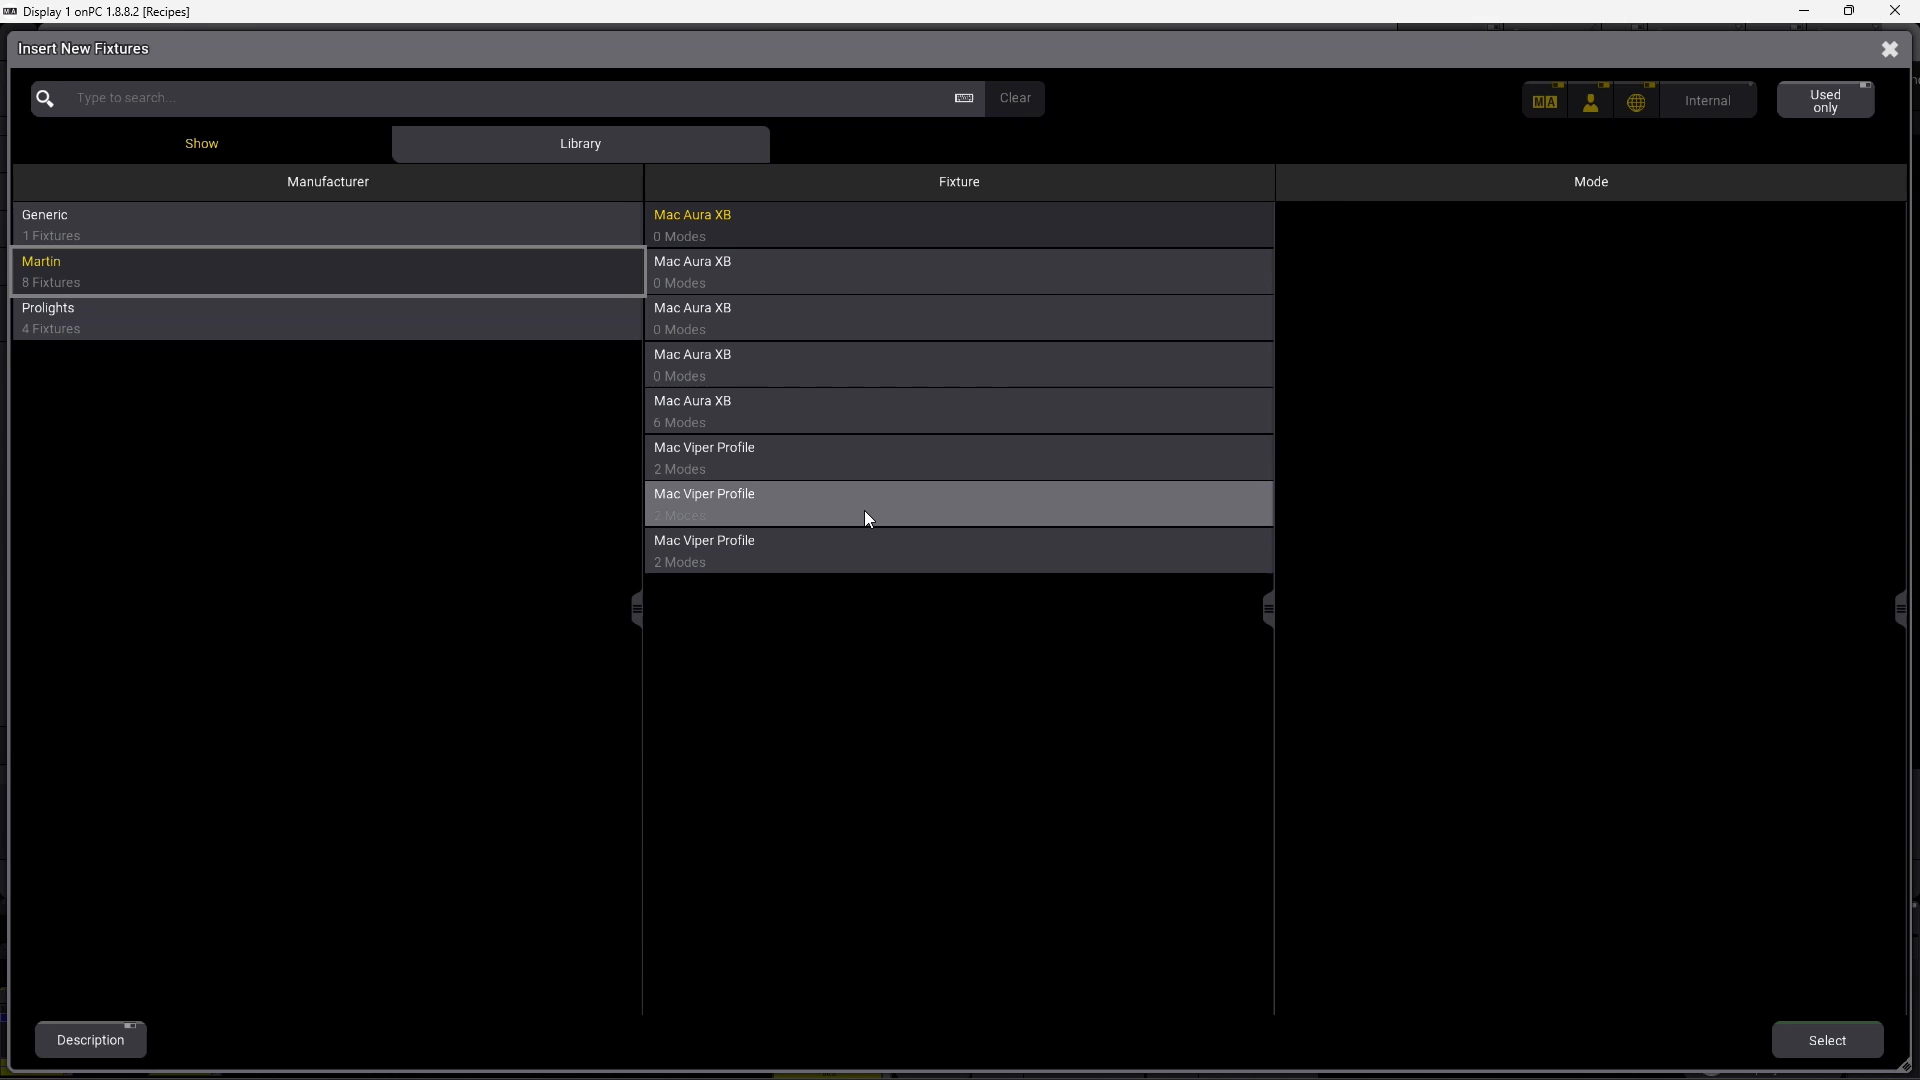 Display 1 onPC 1.8.8.2 [Recipes]
Insert New Fixtures
Type to search...
Clear
MA
Internal
Used only
Show
Library
Manufacturer
Fixture
Mode
Generic
1 Fixtures
Martin
8 Fixtures
Prolights
4 Fixtures
Mac Aura XB
0 Modes
Mac Aura XB
0 Modes
Mac Aura XB
0 Modes
Mac Aura XB
0 Modes
Mac Aura XB
6 Modes
Mac Viper Profile
2 Modes
Mac Viper Profile
2 Modes
Mac Viper Profile
2 Modes
Description
Select